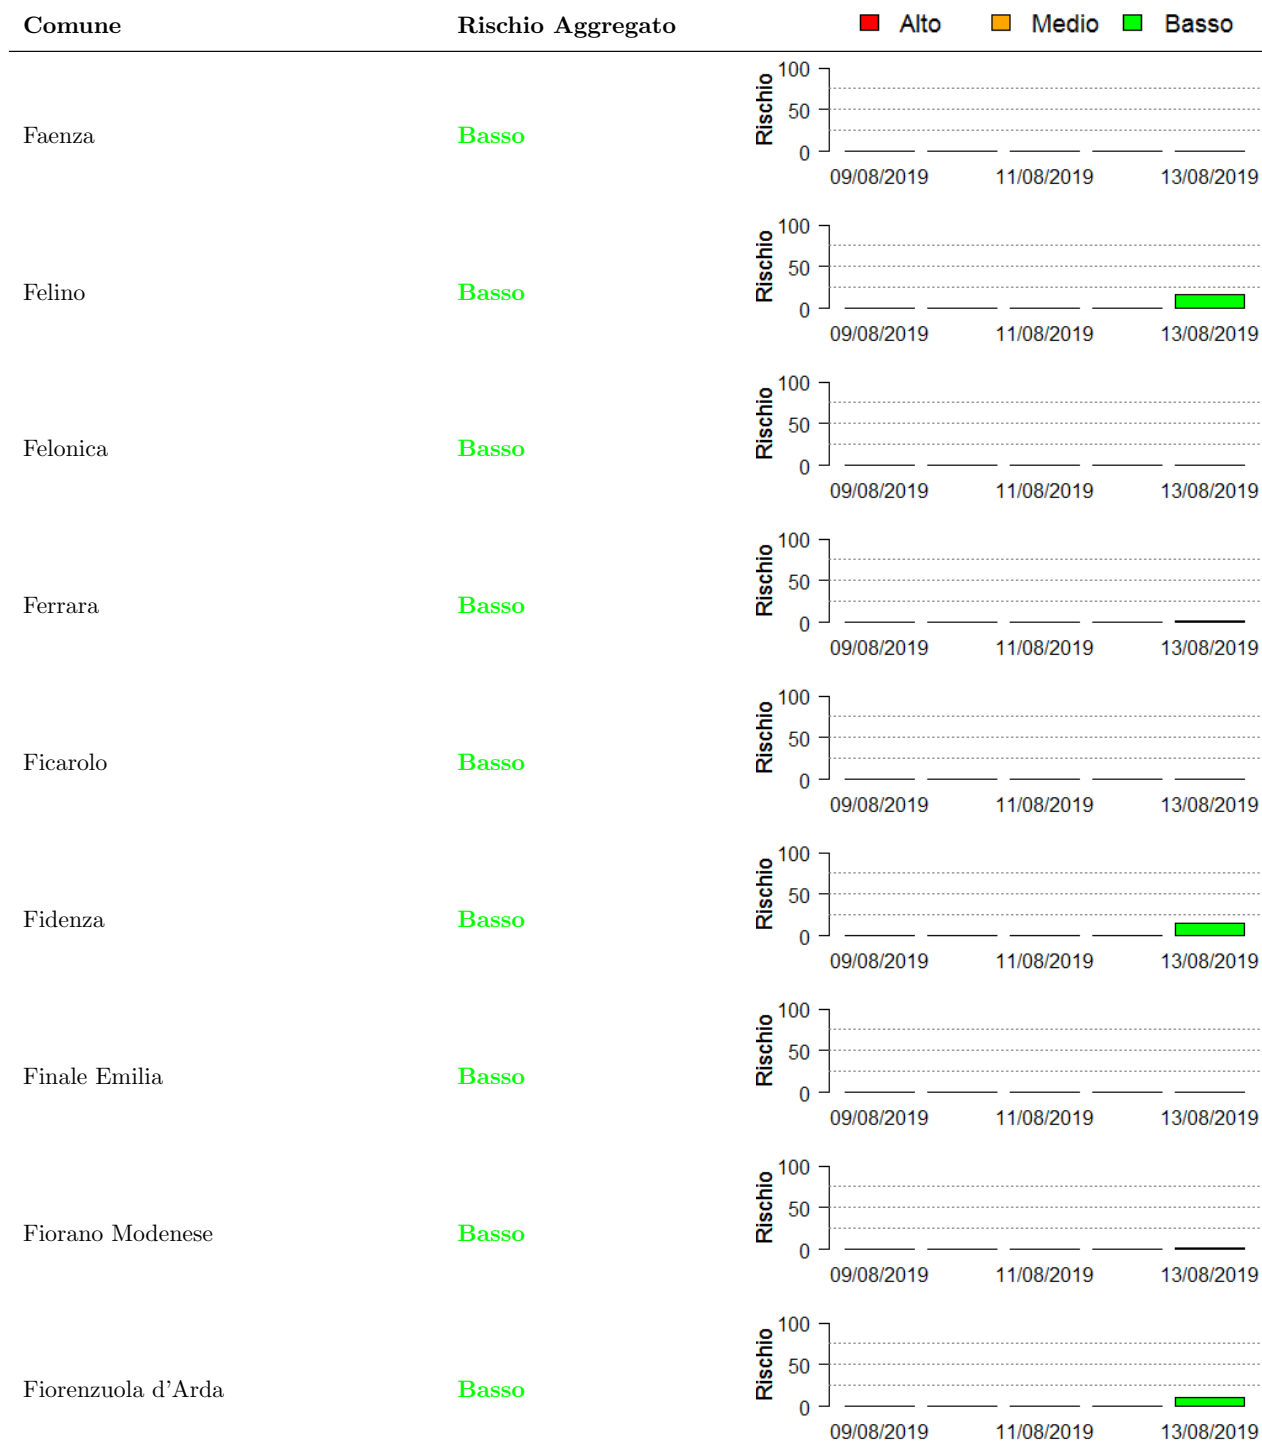 Comune Rischio Aggregato Alto Medio Basso
Faenza Basso
Rischio
100
50
0
09/08/2019 11/08/2019 13/08/2019
Felino Basso
Rischio
100
50
0
09/08/2019 11/08/2019 13/08/2019
Felonica Basso
Rischio
100
50
0
09/08/2019 11/08/2019 13/08/2019
Ferrara Basso
Rischio
100
50
0
09/08/2019 11/08/2019 13/08/2019
Ficarolo Basso
Rischio
100
50
0
09/08/2019 11/08/2019 13/08/2019
Fidenza Basso
Rischio
100
50
0
09/08/2019 11/08/2019 13/08/2019
Finale Emilia Basso
Rischio
100
50
0
09/08/2019 11/08/2019 13/08/2019
Fiorano Modenese Basso
Rischio
100
50
0
09/08/2019 11/08/2019 13/08/2019
Fiorenzuola d'Arda Basso
Rischio
100
50
0
09/08/2019 11/08/2019 13/08/2019